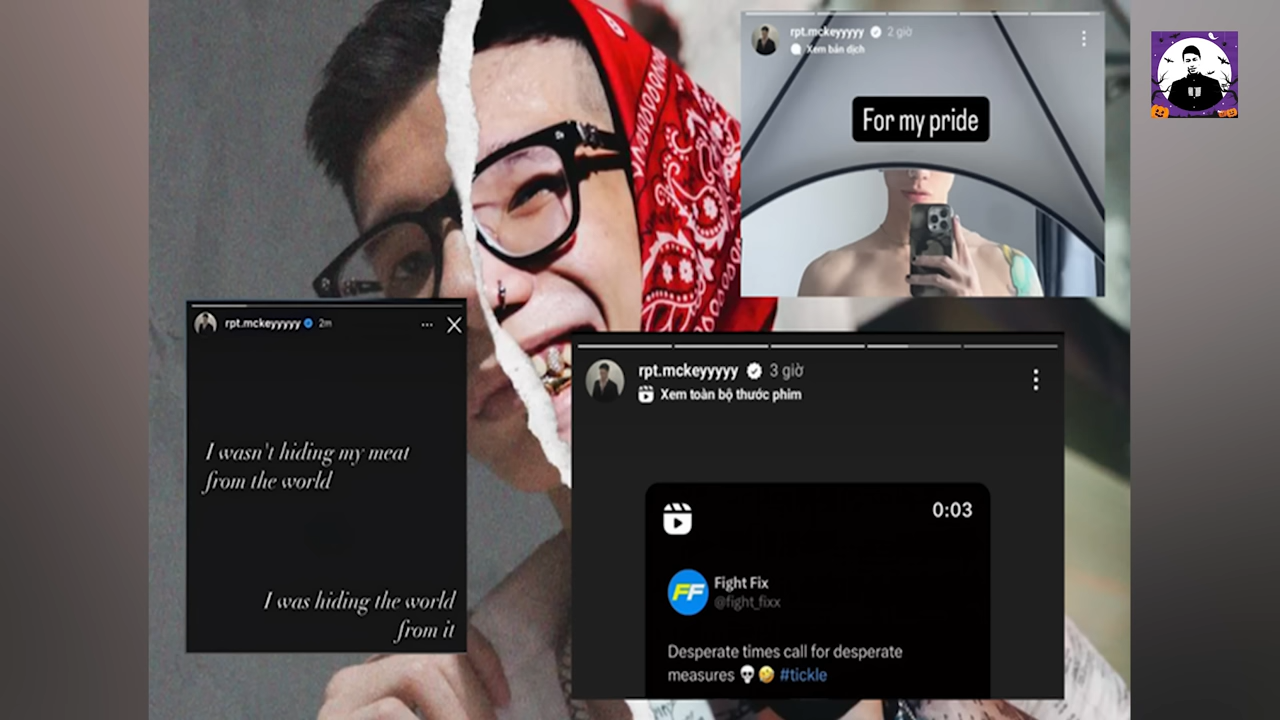 rpt.mckeyyyyy 2 giờ
Xem bản dịch
For my pride
rpt.mckeyyyyy 2m
I wasn't hiding my meat
from the world
I was hiding the world
from it
rpt.mckeyyyyy 3 giờ
Xem toàn bộ thước phim
0:03
FF
Fight Fix
@fight_fixx
Desperate times call for desperate
measures 💀🤣 #tickle